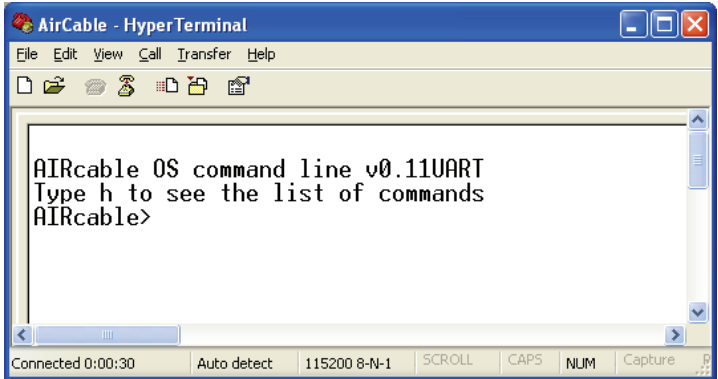 AirCable - HyperTerminal
File Edit View Call Transfer Help
AIRcable OS command line v0.11UART
Type h to see the list of commands
AIRcable>
Connected 0:00:30 Auto detect 115200 8-N-1 SCROLL CAPS NUM Capture